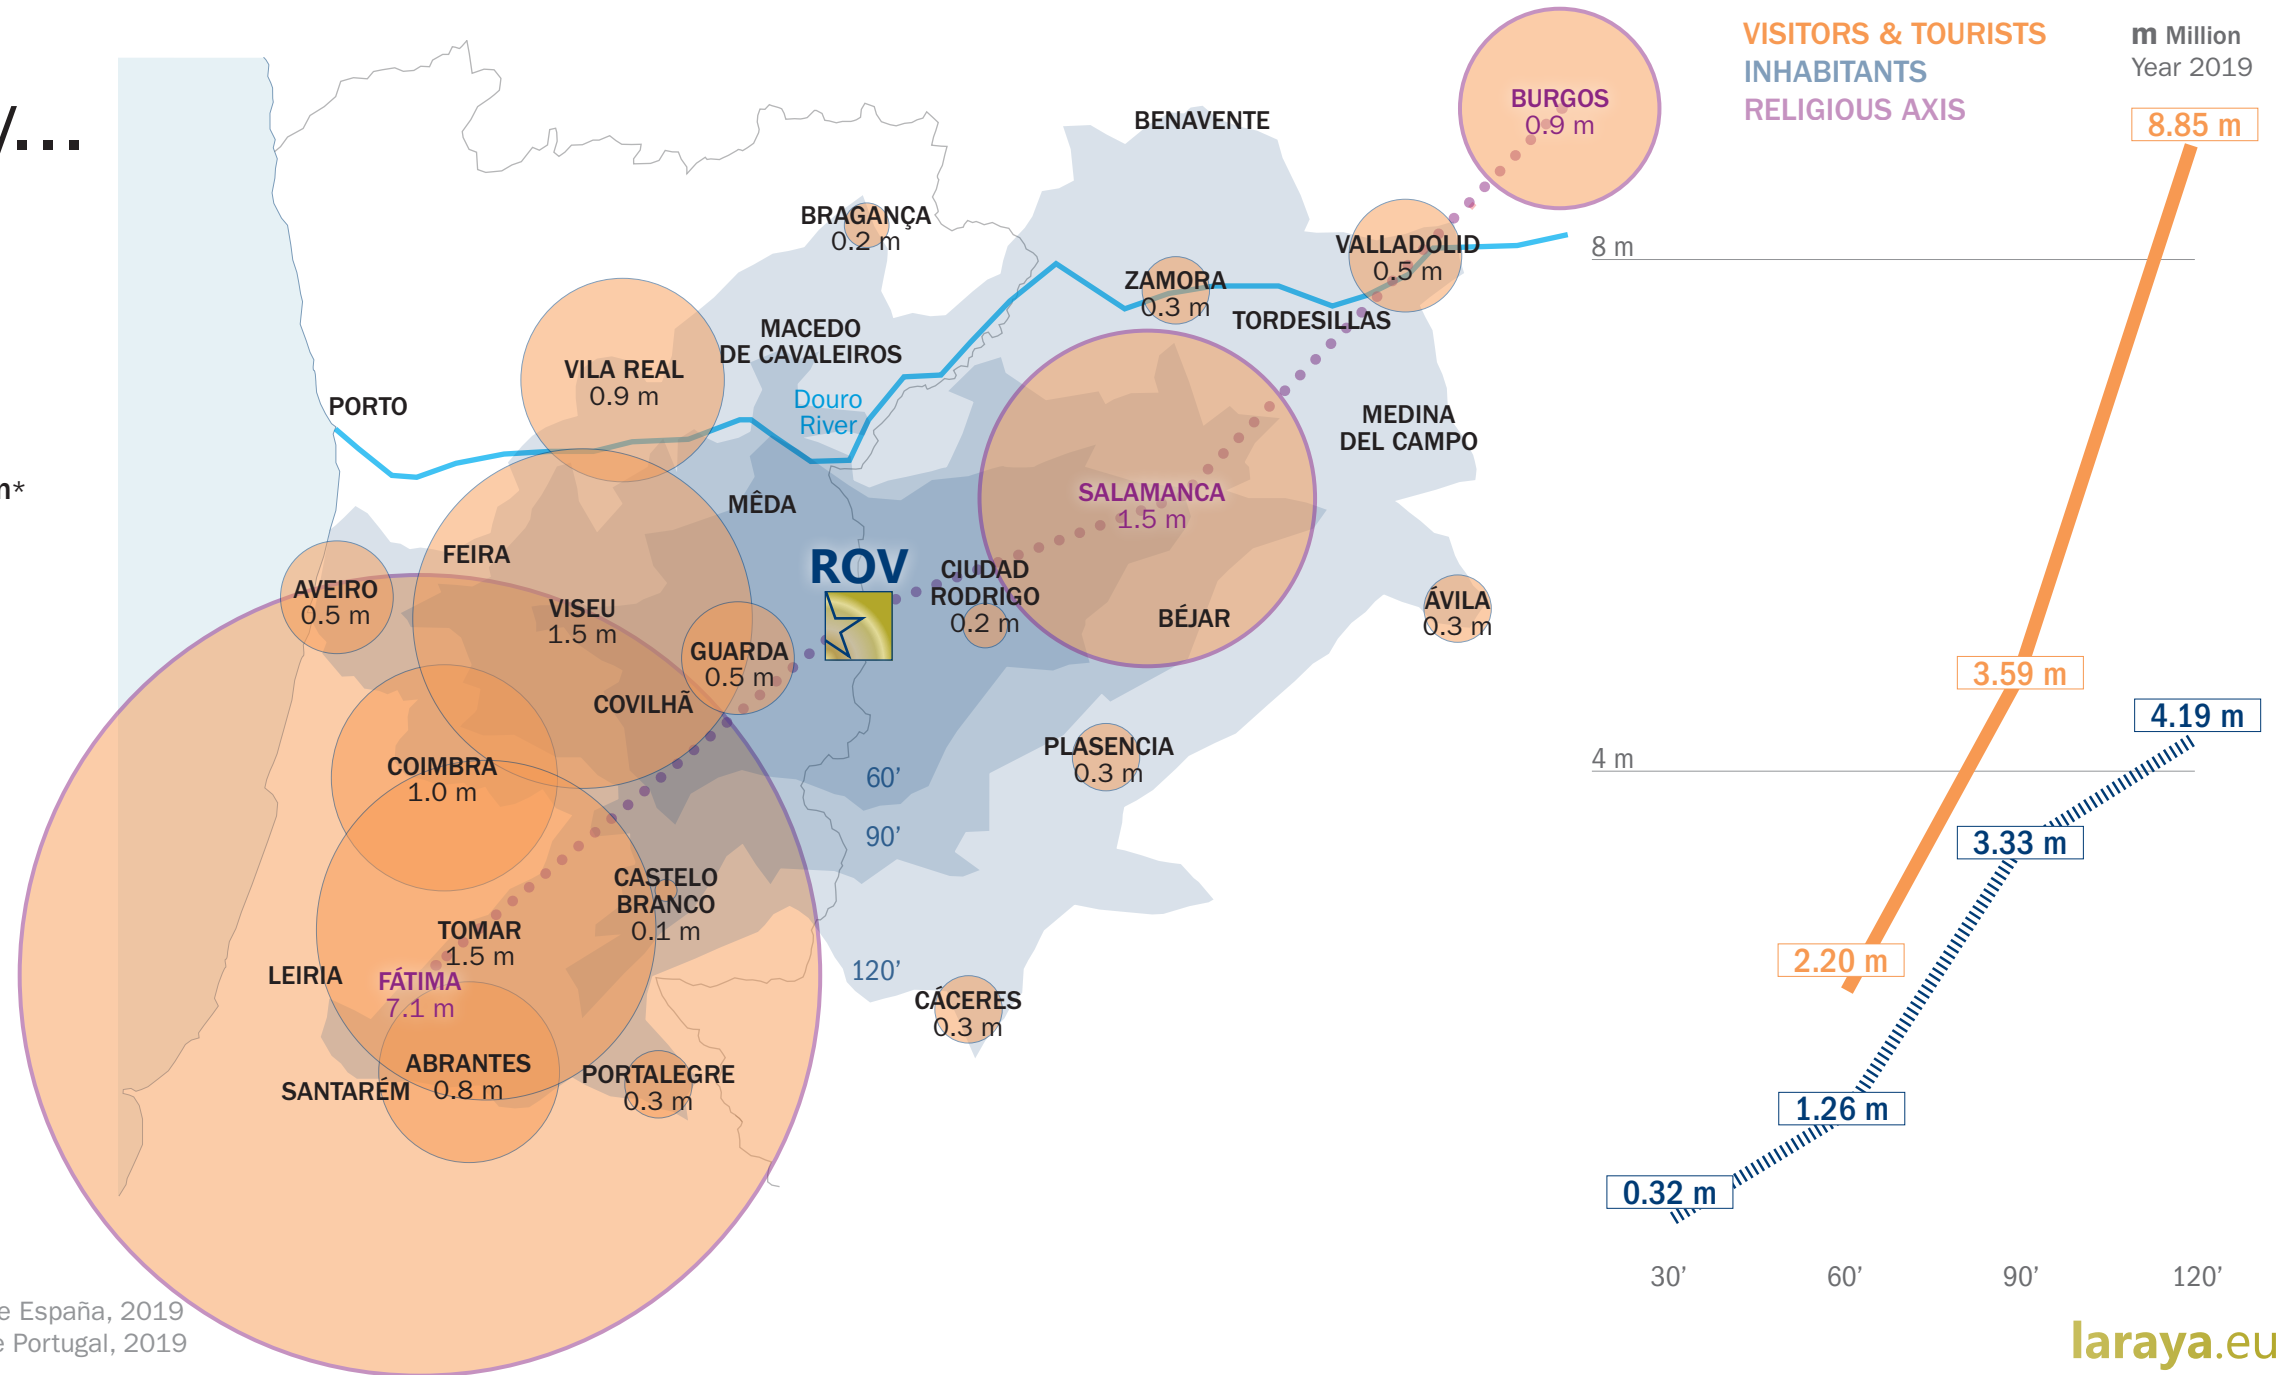 VISITORS & TOURISTS
INHABITANTS
RELIGIOUS AXIS
m Million
Year 2019
8.85 m
BURGOS
0.9 m
BENAVENTE
BRAGANÇA
0.2 m
VALLADOLID
0.5 m
8 m
ZAMORA
0.3 m
TORDESILLAS
MACEDO
DE CAVALEIROS
VILA REAL
0.9 m
Douro
River
PORTO
MEDINA
DEL CAMPO
n*
MÊDA
SALAMANCA
1.5 m
FEIRA
ROV
CIUDAD
RODRIGO
0.2 m
AVEIRO
0.5 m
VISEU
1.5 m
BÉJAR
ÁVILA
0.3 m
GUARDA
0.5 m
COVILHÃ
3.59 m
4.19 m
PLASENCIA
0.3 m
4 m
COIMBRA
1.0 m
60’
90’
3.33 m
CASTELO
BRANCO
0.1 m
TOMAR
1.5 m
2.20 m
LEIRIA
FÁTIMA
7.1 m
120’
CÁCERES
0.3 m
ABRANTES
0.8 m
SANTARÉM
PORTALEGRE
0.3 m
1.26 m
0.32 m
30’ 60’ 90’ 120’
e España, 2019
e Portugal, 2019
laraya.eu